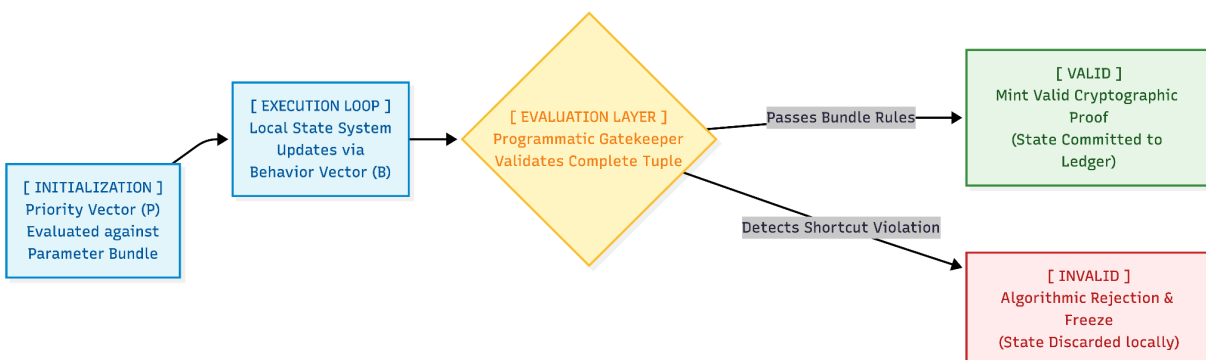 [ INITIALIZATION ]
Priority Vector (P)
Evaluated against
Parameter Bundle
[ EXECUTION LOOP ]
Local State System
Updates via
Behavior Vector (B)
[ EVALUATION LAYER ]
Programmatic Gatekeeper
Validates Complete Tuple
Passes Bundle Rules
Detects Shortcut Violation
[ VALID ]
Mint Valid Cryptographic
Proof
(State Committed to
Ledger)
[ INVALID ]
Algorithmic Rejection &
Freeze
(State Discarded locally)